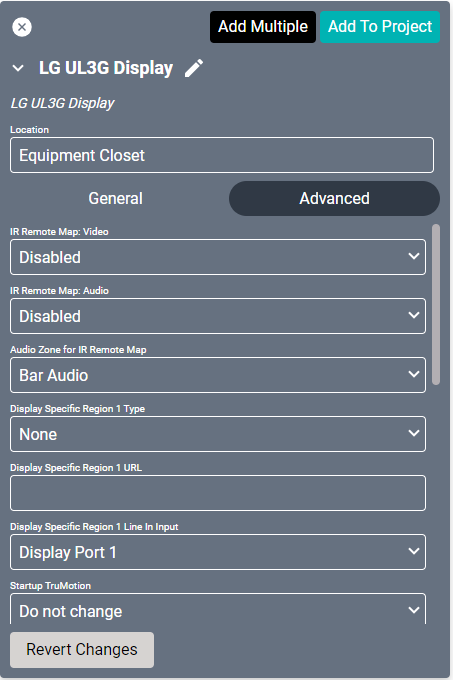 Add Multiple
Add To Project
LG UL3G Display
LG UL3G Display
Location
Equipment Closet
General
Advanced
IR Remote Map: Video
Disabled
IR Remote Map: Audio
Disabled
Audio Zone for IR Remote Map
Bar Audio
Display Specific Region 1 Type
None
Display Specific Region 1 URL
Display Specific Region 1 Line In Input
Display Port 1
Startup TruMotion
Do not change
Revert Changes